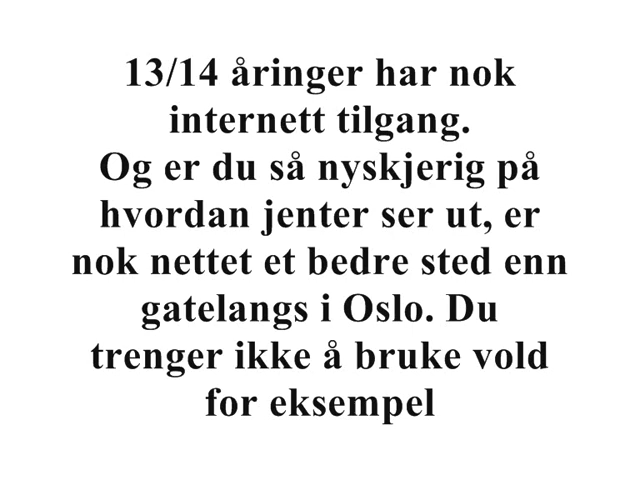 13/14 åringer har nok
internett tilgang.
Og er du så nyskjerig på
hvordan jenter ser ut, er
nok nettet et bedre sted enn
gatelangs i Oslo. Du
trenger ikke å bruke vold
for eksempel